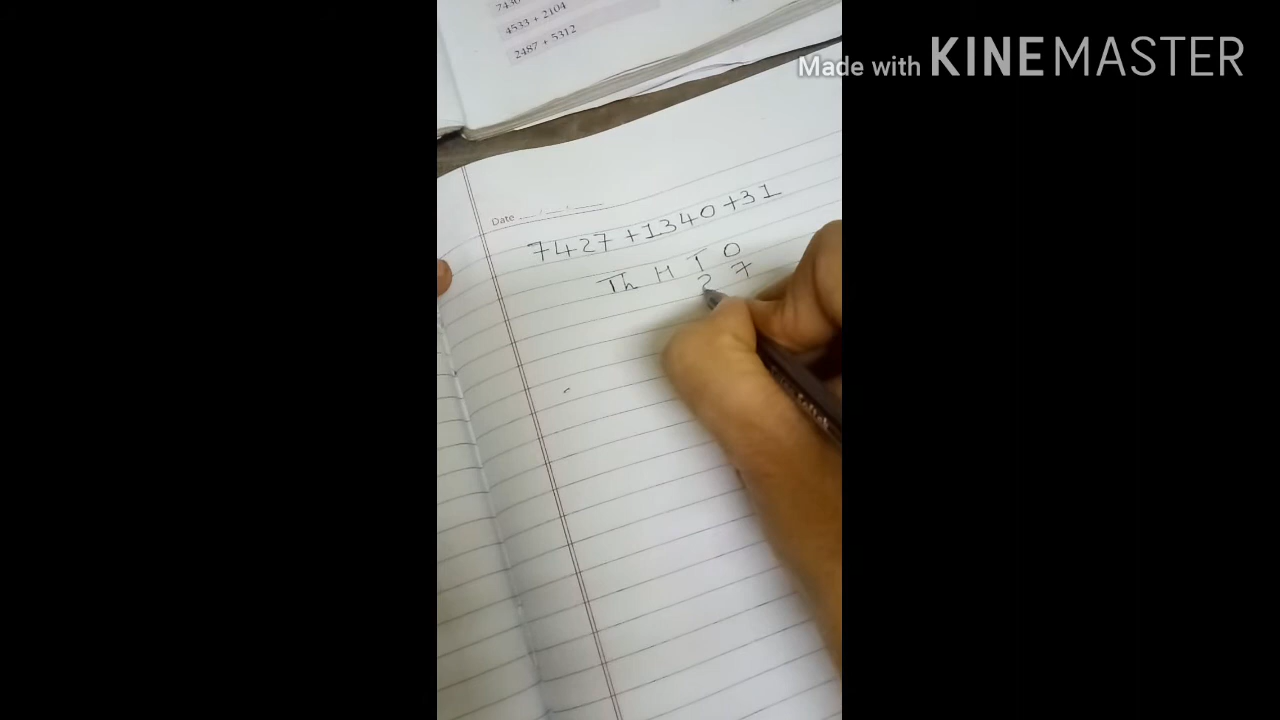 4533 + 2104
2487 + 5312
Made with KINEMASTER
Date
7427 + 1340 + 31
Th H T O
2 7